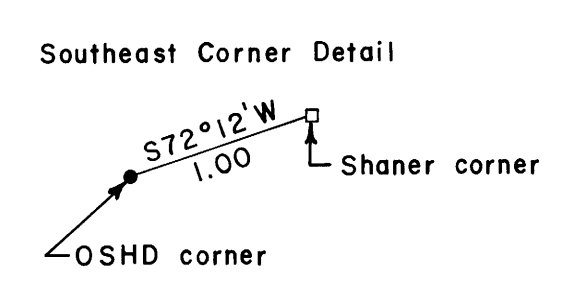 Southeast Corner Detail
S72°12'W
1.00
Shaner corner
OSHD corner